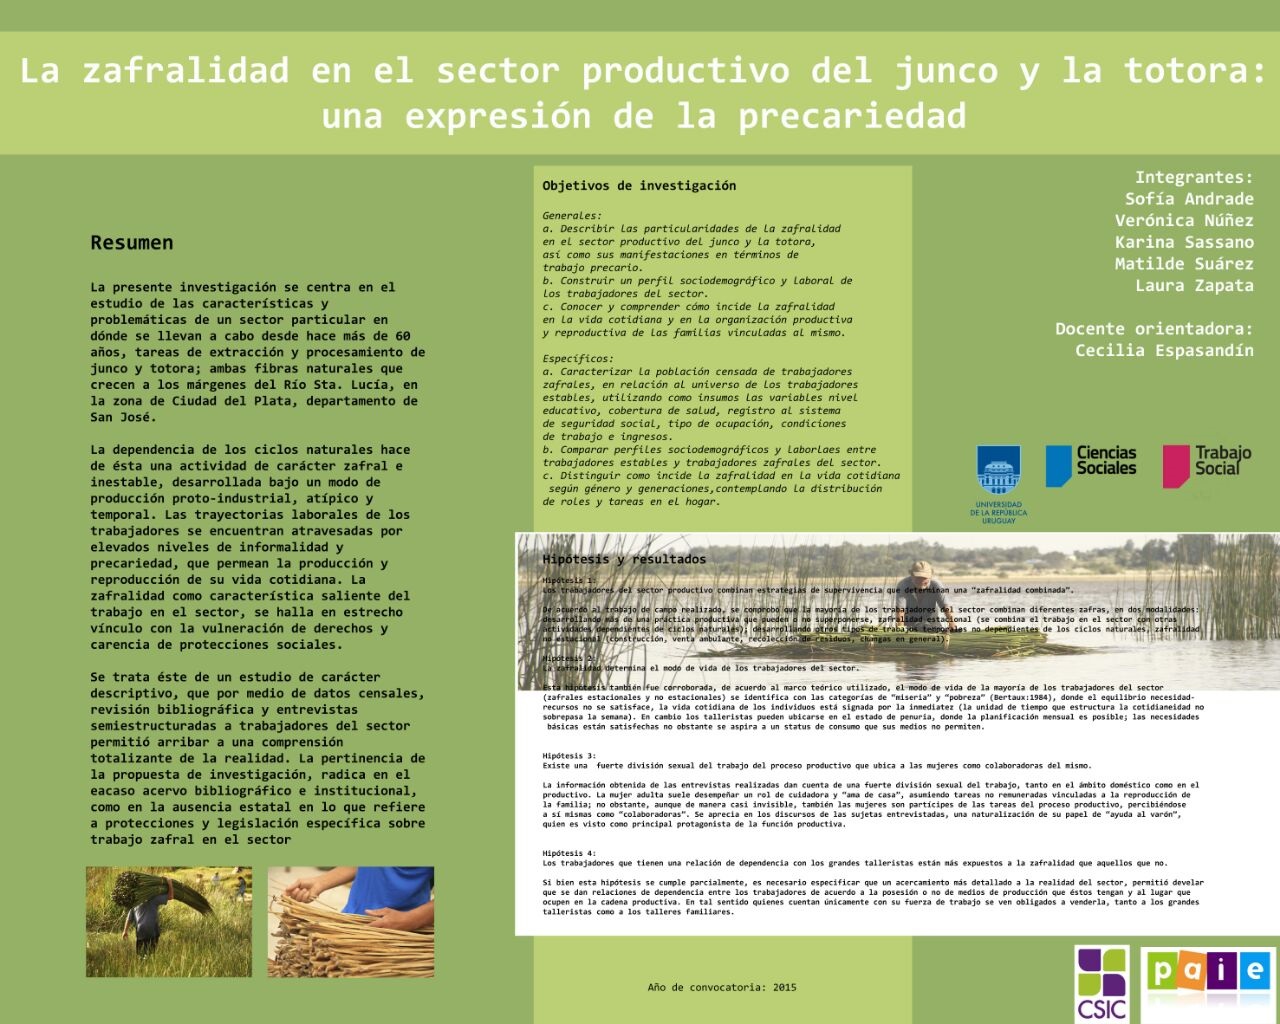 La zafralidad en el sector productivo del junco y la totora:
una expresión de la precariedad
Resumen
La presente investigación se centra en el
estudio de las características y
problemáticas de un sector particular en
dónde se llevan a cabo desde hace más de 60
años, tareas de extracción y procesamiento de
junco y totora; ambas fibras naturales que
crecen a los márgenes del Río Sta. Lucía, en
la zona de Ciudad del Plata, departamento de
San José.
La dependencia de los ciclos naturales hace
de ésta una actividad de carácter zafral e
inestable, desarrollada bajo un modo de
producción proto-industrial, atípico y
temporal. Las trayectorias laborales de los
trabajadores se encuentran atravesadas por
elevados niveles de informalidad y
precariedad, que permean la producción y
reproducción de su vida cotidiana. La
zafralidad como característica saliente del
trabajo en el sector, se halla en estrecho
vínculo con la vulneración de derechos y
carencia de protecciones sociales.
Se trata éste de un estudio de carácter
descriptivo, que por medio de datos censales,
revisión bibliográfica y entrevistas
semiestructuradas a trabajadores del sector
permitió arribar a una comprensión
totalizante de la realidad. La pertinencia de
la propuesta de investigación, radica en el
eacaso acervo bibliográfico e institucional,
como en la ausencia estatal en lo que refiere
a protecciones y legislación específica sobre
trabajo zafral en el sector
Objetivos de investigación
Generales:
a. Describir las particularidades de la zafralidad
en el sector productivo del junco y la totora,
así como sus manifestaciones en términos de
trabajo precario.
b. Construir un perfil sociodemográfico y laboral de
los trabajadores del sector.
c. Conocer y comprender cómo incide la zafralidad
en la vida cotidiana y en la organización productiva
y reproductiva de las familias vinculadas al mismo.
Específicos:
a. Caracterizar la población censada de trabajadores
zafrales, en relación al universo de los trabajadores
estables, utilizando como insumos las variables nivel
educativo, cobertura de salud, registro al sistema
de seguridad social, tipo de ocupación, condiciones
de trabajo e ingresos.
b. Comparar perfiles sociodemográficos y laborlaes entre
trabajadores estables y trabajadores zafrales del sector.
c. Distinguir como incide la zafralidad en la vida cotidiana
según género y generaciones,contemplando la distribución
de roles y tareas en el hogar.
Integrantes:
Sofía Andrade
Verónica Núñez
Karina Sassano
Matilde Suárez
Laura Zapata
Docente orientadora:
Cecilia Espasandín
UNIVERSIDAD
DE LA REPÚBLICA
URUGUAY
Ciencias
Sociales
Trabajo
Social
Hipótesis y resultados
Hipótesis 1:
Los trabajadores del sector productivo combinan estrategias de supervivencia que determinan una “zafralidad combinada”.
De acuerdo al trabajo de campo realizado, se comprobó que la mayoría de los trabajadores del sector combinan diferentes zafras, en dos modalidades:
desarrollando más de una práctica productiva que pueden o no superponerse, zafralidad estacional (se combina el trabajo en el sector con otras
actividades dependientes de ciclos naturales); desarrollando otros tipos de trabajos temporales no dependientes de los ciclos naturales, zafralidad
no estacional (construcción, venta ambulante, recolección de residuos, changas en general).
Hipótesis 2:
La zafralidad determina el modo de vida de los trabajadores del sector.
Esta hipótesis también fue corroborada, de acuerdo al marco teórico utilizado, el modo de vida de la mayoría de los trabajadores del sector
(zafrales estacionales y no estacionales) se identifica con las categorías de “miseria” y “pobreza” (Bertaux:1984), donde el equilibrio necesidad-
recursos no se satisface, la vida cotidiana de los individuos está signada por la inmediatez (la unidad de tiempo que estructura la cotidianeidad no
sobrepasa la semana). En cambio los talleristas pueden ubicarse en el estado de penuria, donde la planificación mensual es posible; las necesidades
básicas están satisfechas no obstante se aspira a un status de consumo que sus medios no permiten.
Hipótesis 3:
Existe una fuerte división sexual del trabajo del proceso productivo que ubica a las mujeres como colaboradoras del mismo.
La información obtenida de las entrevistas realizadas dan cuenta de una fuerte división sexual del trabajo, tanto en el ámbito doméstico como en el
productivo. La mujer adulta suele desempeñar un rol de cuidadora y “ama de casa”, asumiendo tareas no remuneradas vinculadas a la reproducción de
la familia; no obstante, aunque de manera casi invisible, también las mujeres son partícipes de las tareas del proceso productivo, percibiéndose
a sí mismas como “colaboradoras”. Se aprecia en los discursos de las sujetas entrevistadas, una naturalización de su papel de “ayuda al varón”,
quien es visto como principal protagonista de la función productiva.
Hipótesis 4:
Los trabajadores que tienen una relación de dependencia con los grandes talleristas están más expuestos a la zafralidad que aquellos que no.
Si bien esta hipótesis se cumple parcialmente, es necesario especificar que un acercamiento más detallado a la realidad del sector, permitió develar
que se dan relaciones de dependencia entre los trabajadores de acuerdo a la posesión o no de medios de producción que éstos tengan y al lugar que
ocupen en la cadena productiva. En tal sentido quienes cuentan únicamente con su fuerza de trabajo se ven obligados a venderla, tanto a los grandes
talleristas como a los talleres familiares.
Año de convocatoria: 2015
CSIC
paie